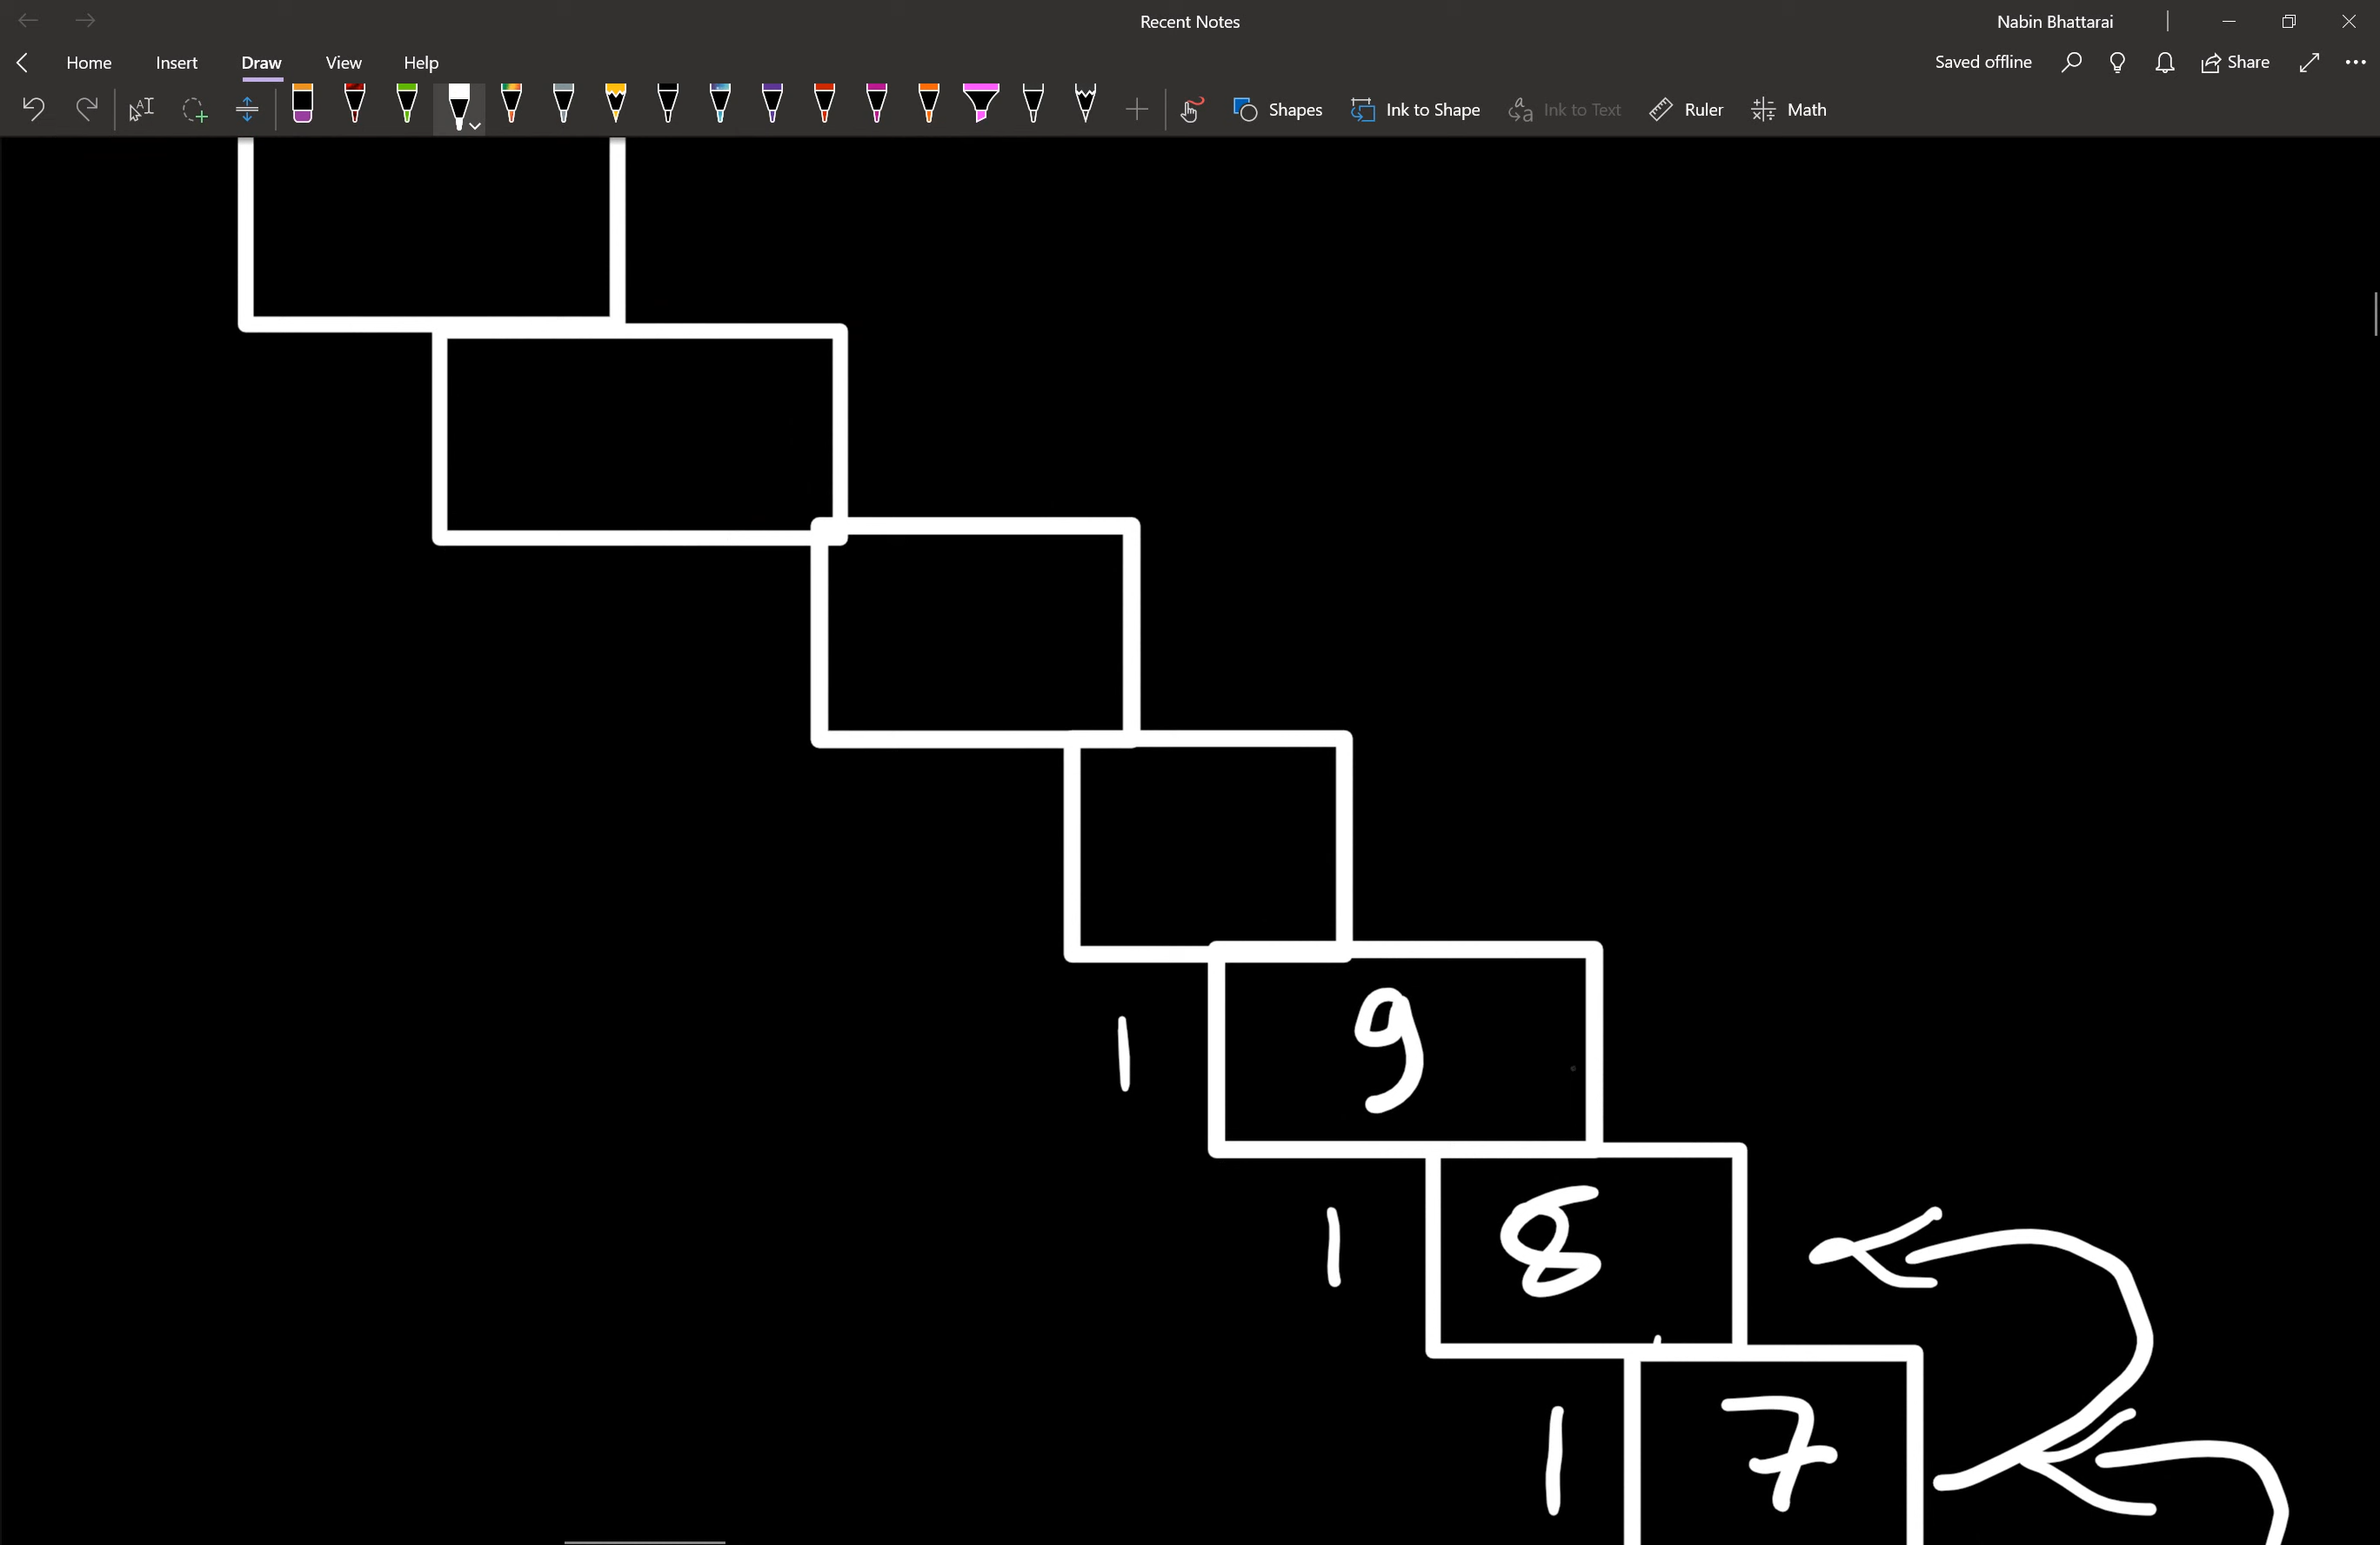 Recent Notes Nabin Bhattarai
Home Insert Draw View Help Saved offline Share
Shapes Ink to Shape Ink to Text Ruler Math
1 9
1 8
1 7